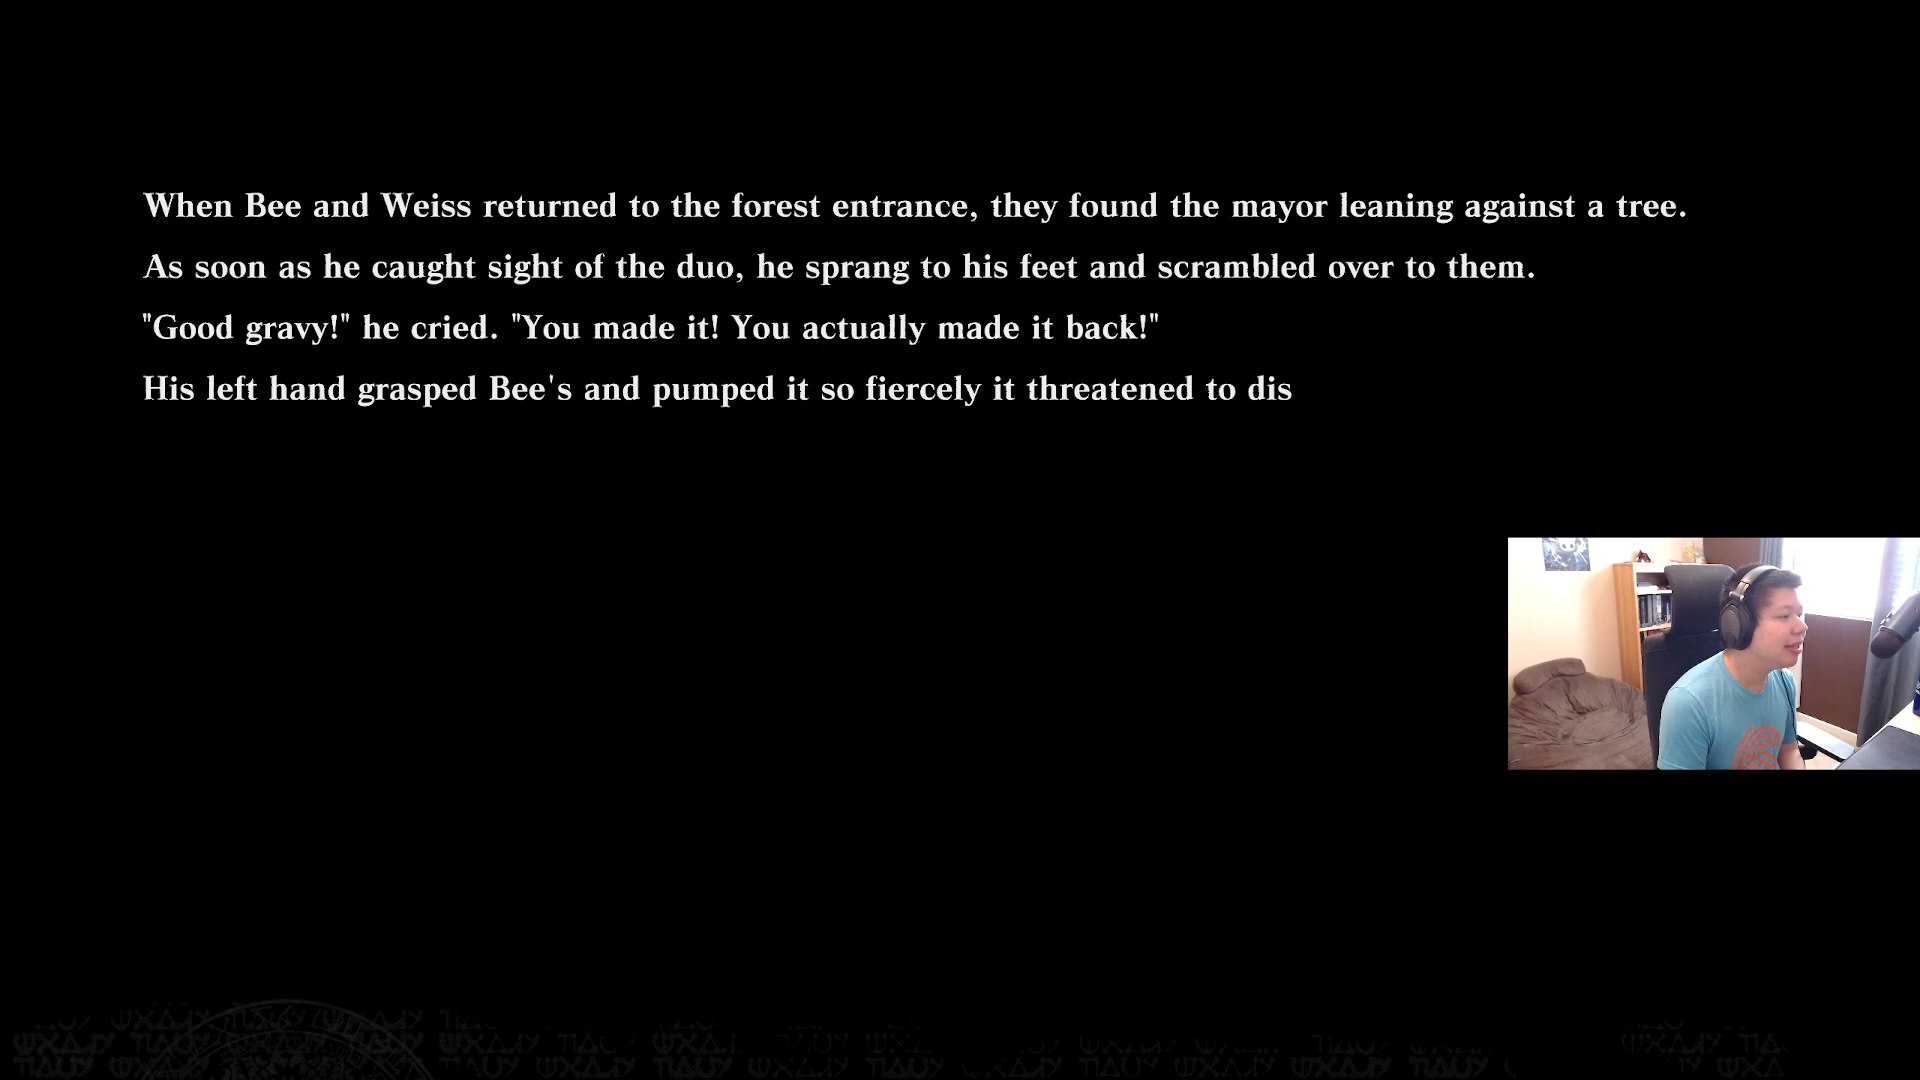 When Bee and Weiss returned to the forest entrance, they found the mayor leaning against a tree.
As soon as he caught sight of the duo, he sprang to his feet and scrambled over to them.
"Good gravy!" he cried. "You made it! You actually made it back!"
His left hand grasped Bee's and pumped it so fiercely it threatened to dis